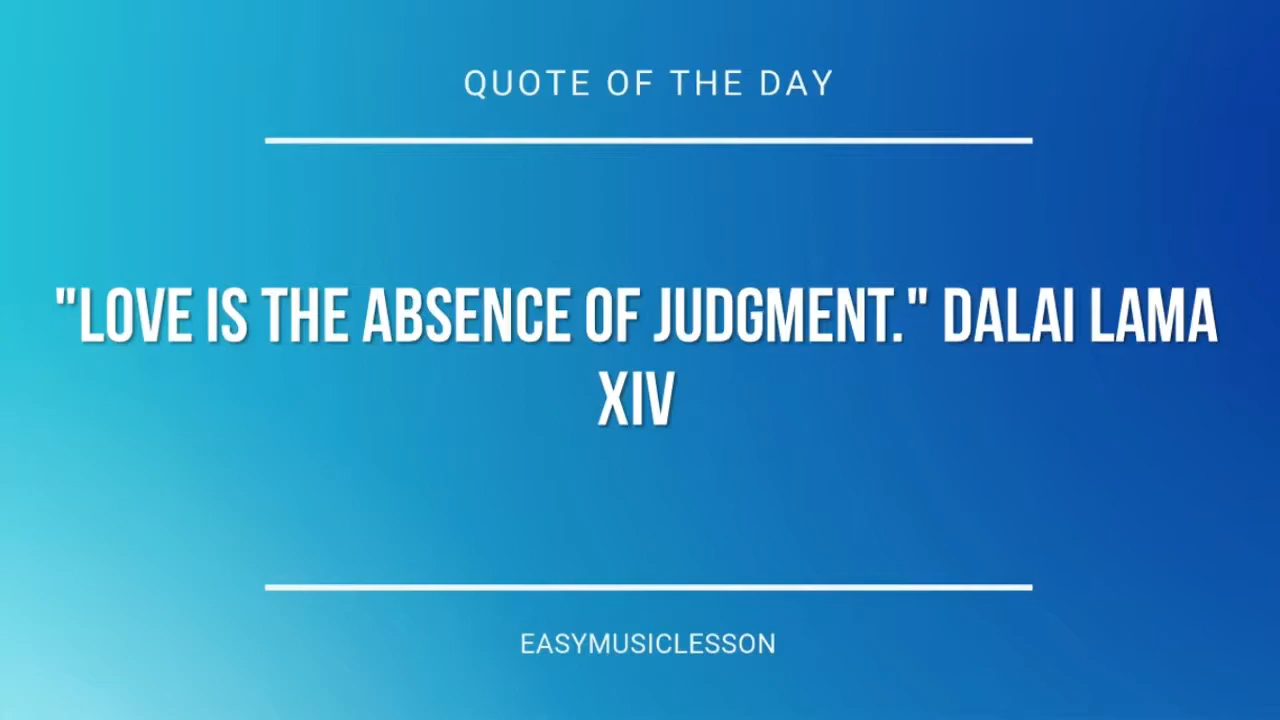 QUOTE OF THE DAY
"LOVE IS THE ABSENCE OF JUDGMENT." DALAI LAMA
XIV
EASYMUSICLESSON